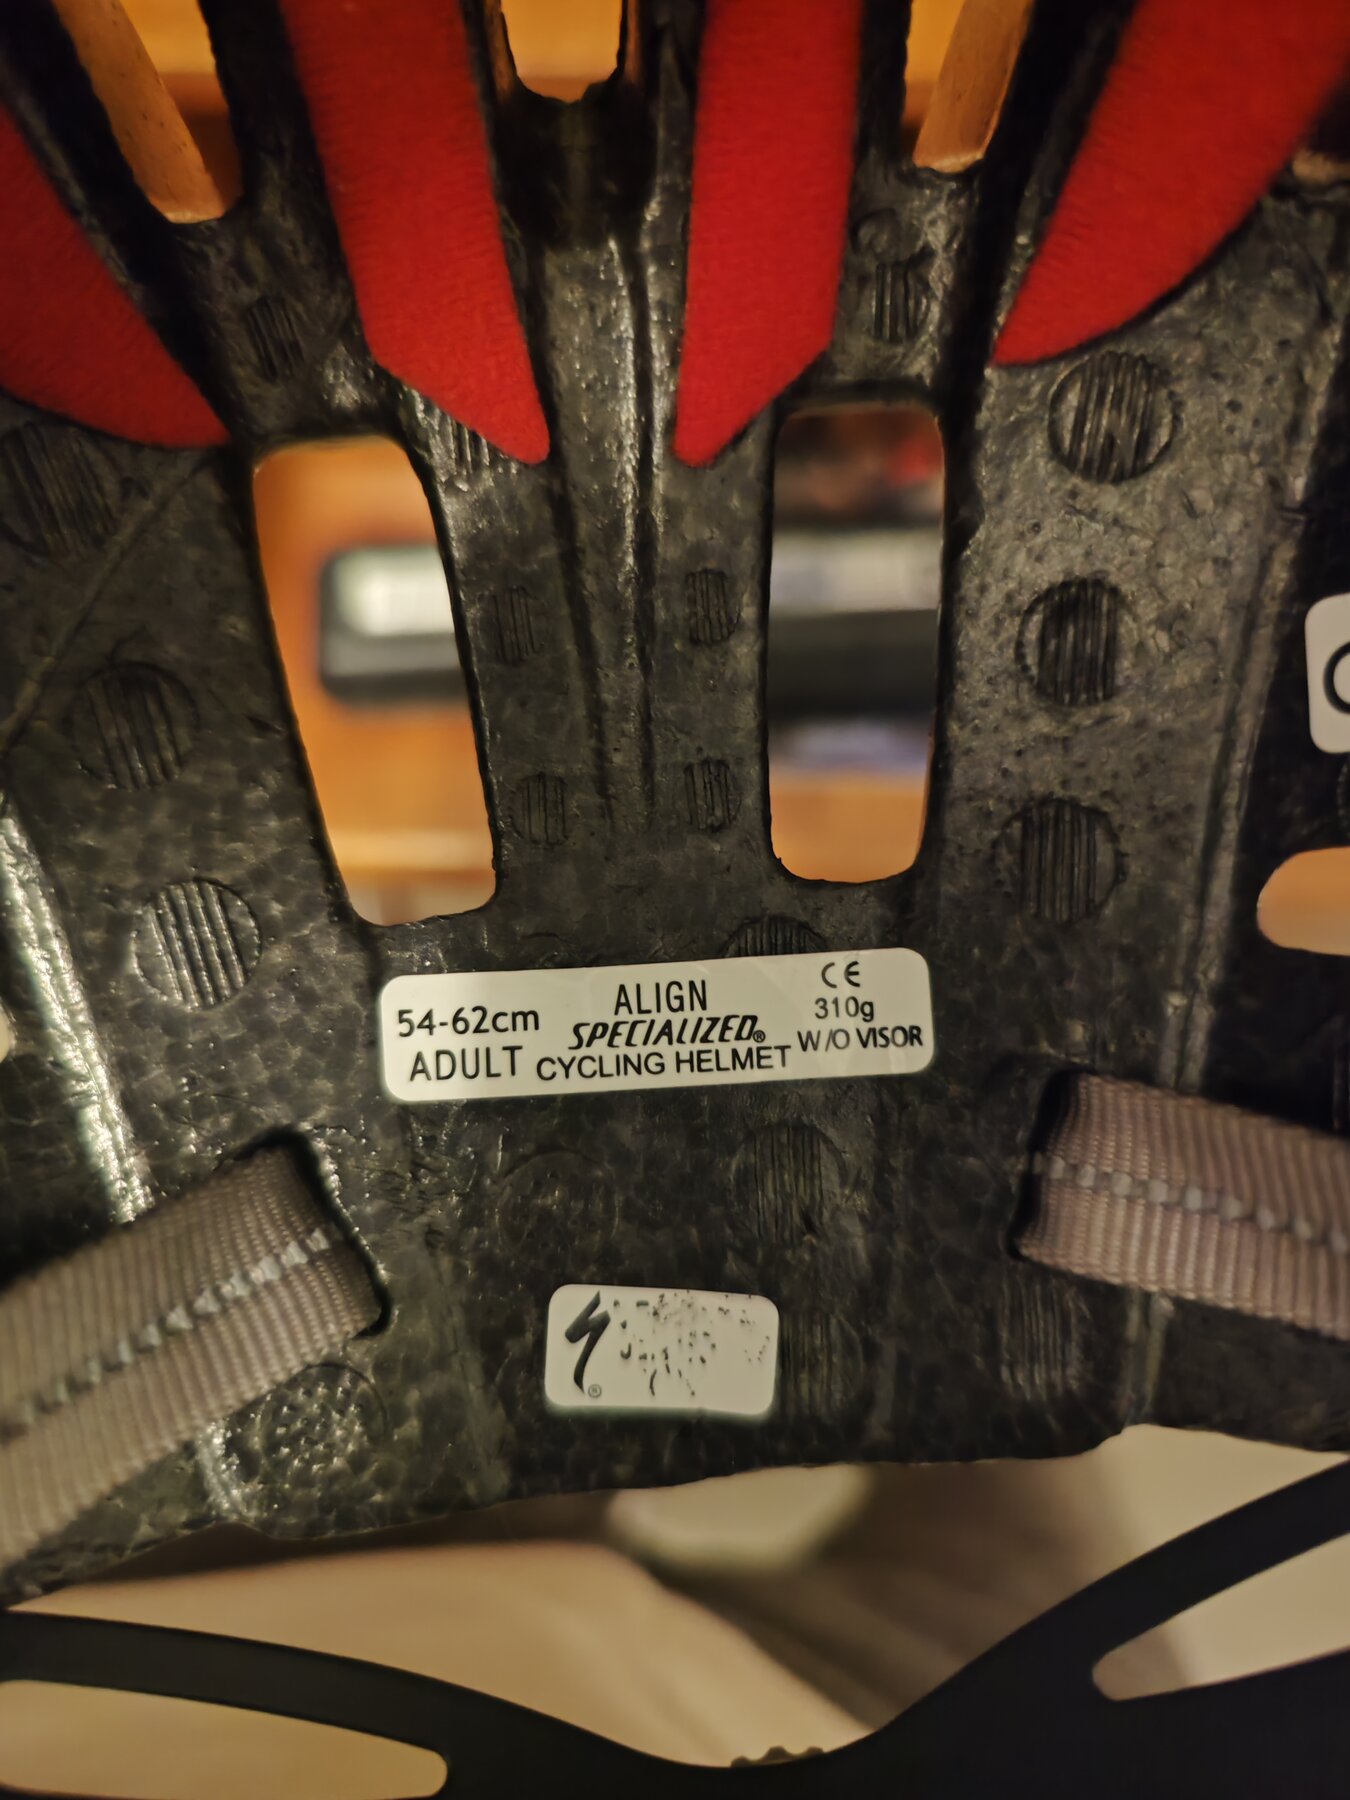 54-62cm
ADULT
ALIGN
SPECIALIZED®
CYCLING HELMET
CE
310g
W/O VISOR
®